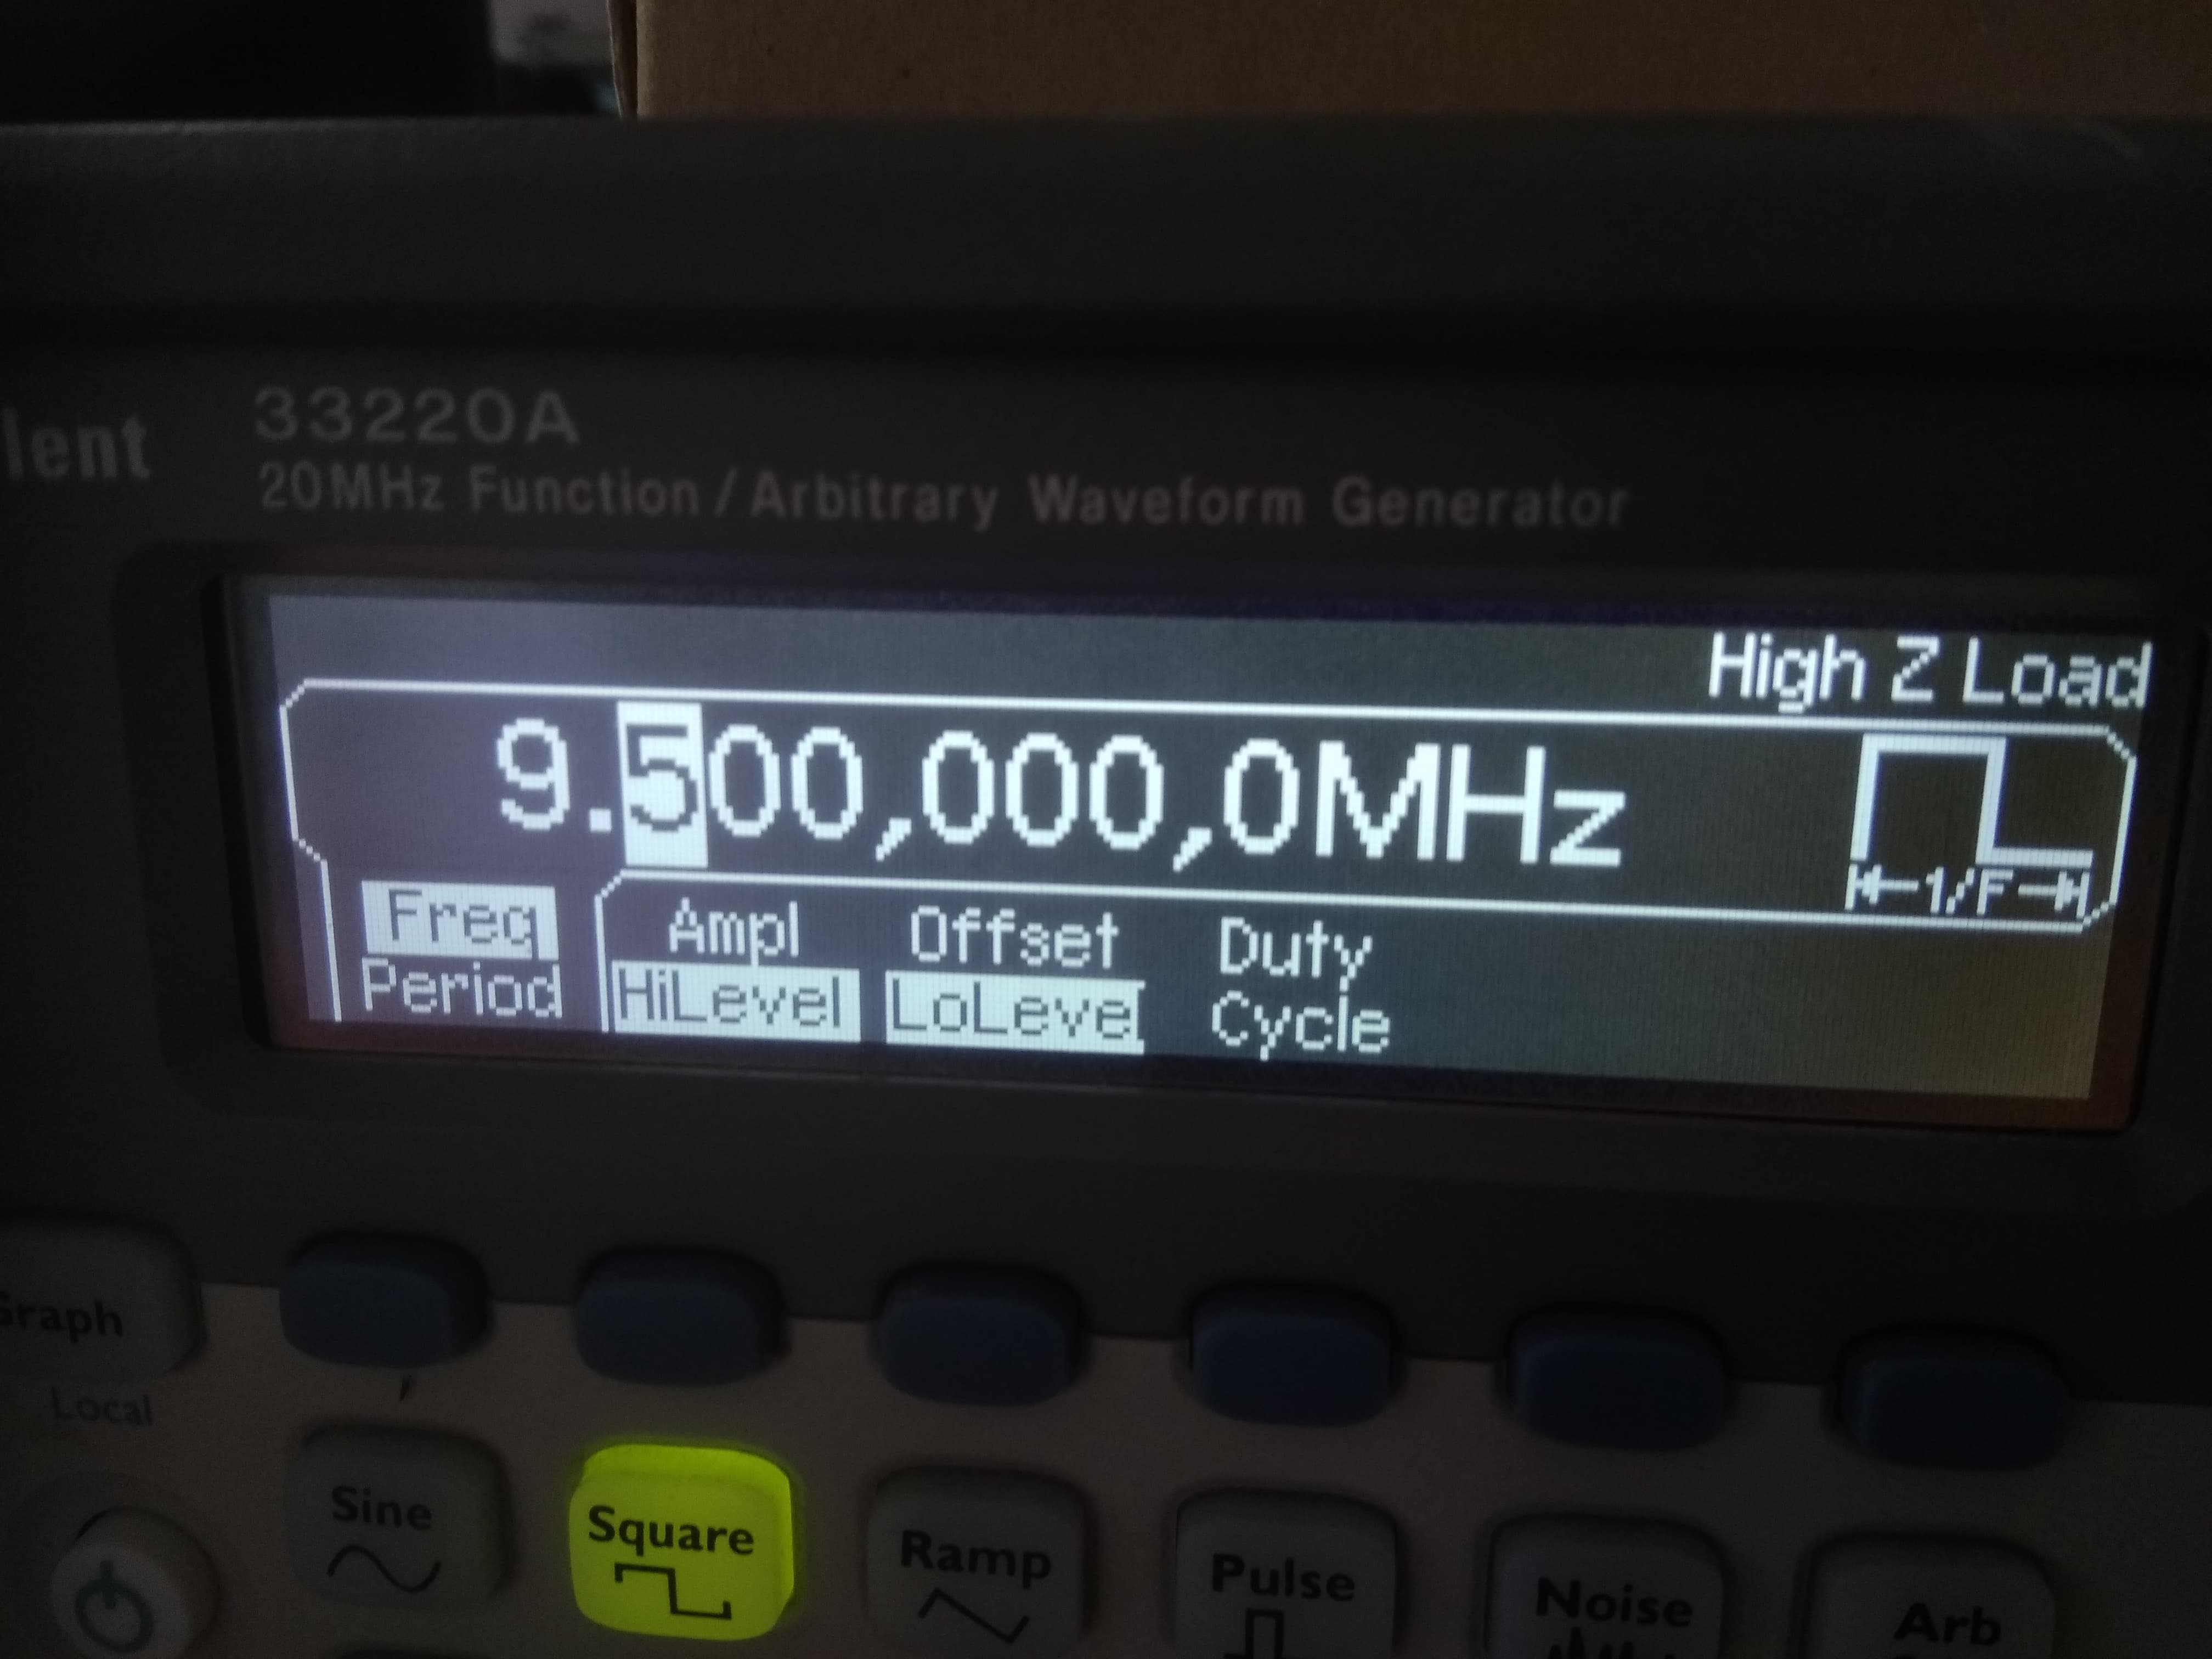 lent 33220A
20MHz Function / Arbitrary Waveform Generator
High Z Load
9.500,000,0MHz
1/F
Freq Ampl Offset Duty
Period HiLevel LoLeve Cycle
Graph
Local
Sine Square Ramp Pulse Noise Arb